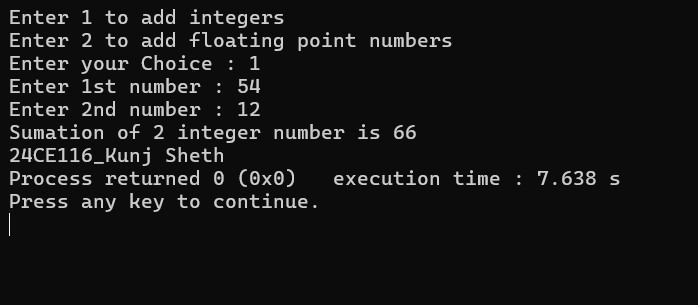 Enter 1 to add integers
Enter 2 to add floating point numbers
Enter your Choice : 1
Enter 1st number : 54
Enter 2nd number : 12
Sumation of 2 integer number is 66
24CE116_Kunj Sheth
Process returned 0 (0x0)   execution time : 7.638 s
Press any key to continue.